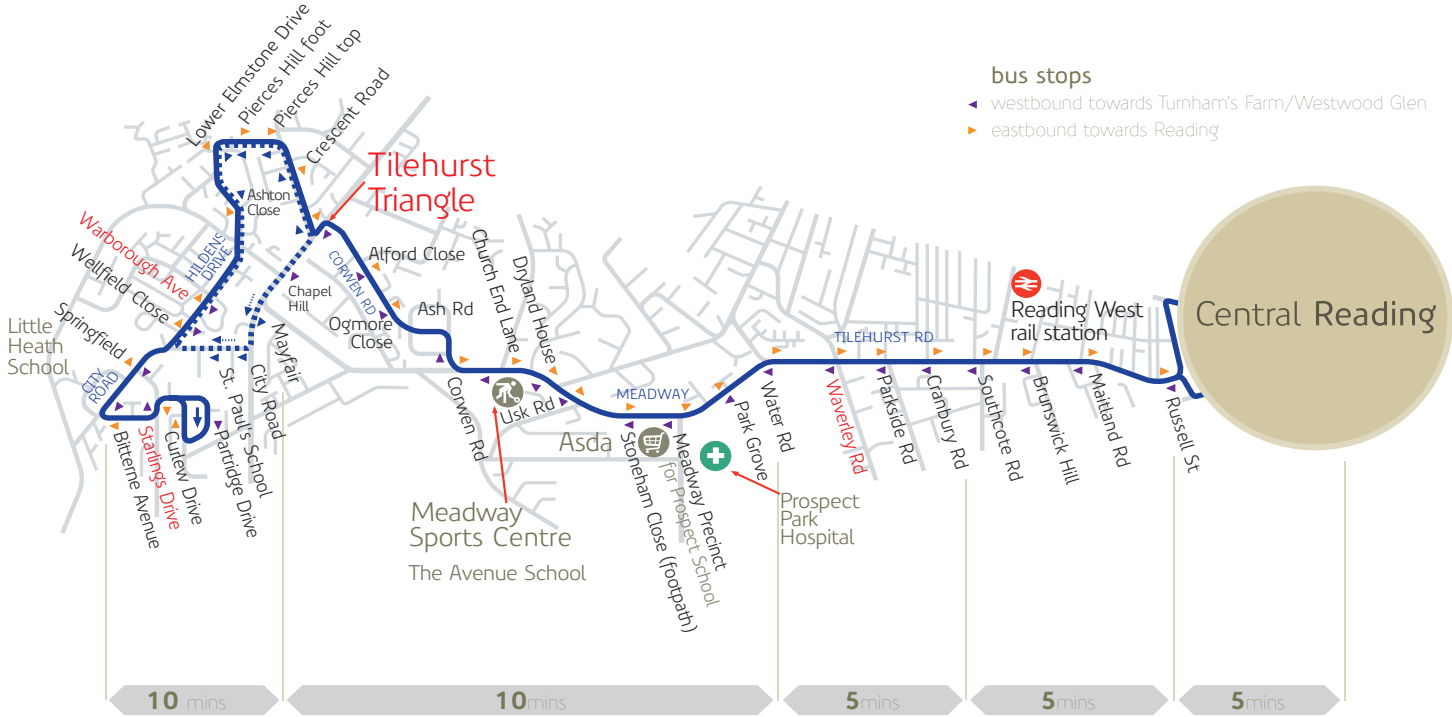 bus stops
westbound towards Turnham's Farm/Westwood Glen
eastbound towards Reading
Lower Elmstone Drive
Pierces Hill foot
Pierces Hill top
Crescent Road
Tilehurst
Triangle
Ashton
Close
Warborough Ave
Wellfield Close
Springfield
HILDENS
DRIVE
Little
Heath
School
CITY
ROAD
Chapel
Hill
CORWEN RD
Alford Close
Ogmore
Close
Ash Rd
Church End Lane
Dryland House
Mayfair
City Road
St. Paul's School
Partridge Drive
Curlew Drive
Starlings Drive
Bitterne Avenue
Corwen Rd
Usk Rd
MEADWAY
Asda
Meadway
Sports Centre
The Avenue School
Stoneham Close (footpath)
Meadway Precinct
for Prospect School
Park Grove
Prospect
Park
Hospital
Water Rd
TILEHURST RD
Waverley Rd
Parkside Rd
Cranbury Rd
Southcote Rd
Reading West
rail station
Brunswick Hill
Maitland Rd
Russell St
Central Reading
10 mins
10mins
5mins
5mins
5mins